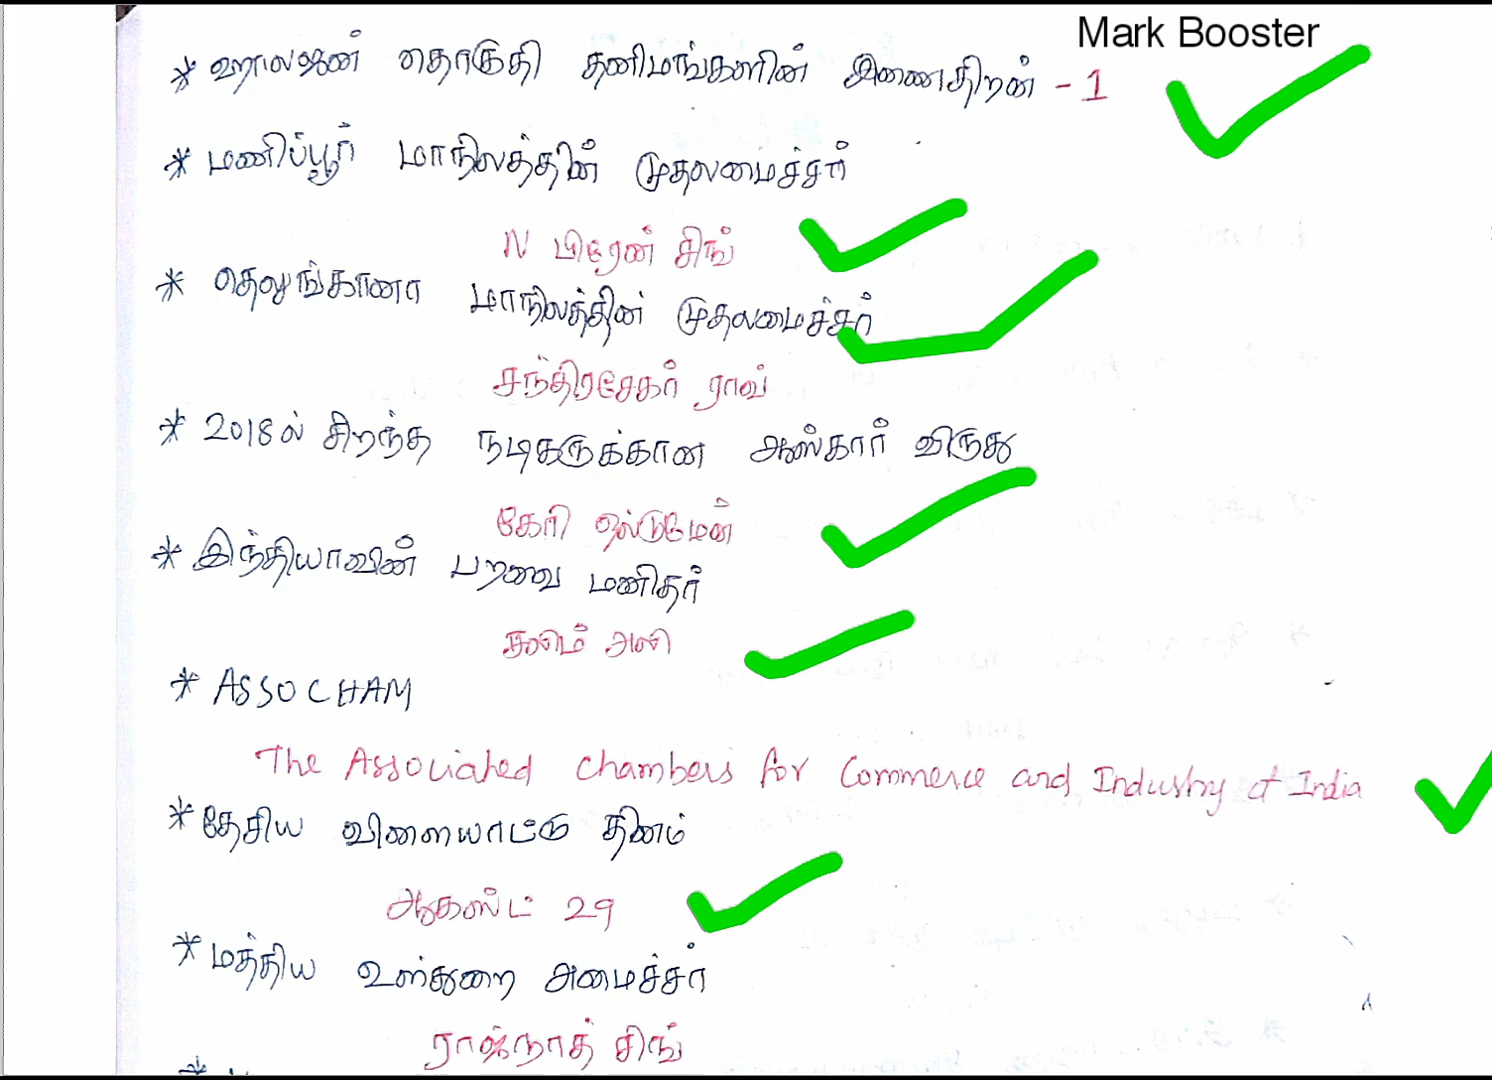 Mark Booster
* ஹாலஜன் தொகுதி தனிமங்களின் இணைதிறன் - 1
* மணிப்பூர் மாநிலத்தின் முதலமைச்சர்
N பிரேன் சிங்
* தெலுங்கானா மாநிலத்தின் முதலமைச்சர்
சந்திரசேகர் ராவ்
* 2018ல் சிறந்த நடிகருக்கான ஆஸ்கார் விருது
கேரி ஓல்டுமேன்
* இந்தியாவின் பறவை மனிதர்
சலிம் அலி
* ASSOCHAM
The Associated Chambers for Commerce and Industry of India
* தேசிய விளையாட்டு தினம்
ஆகஸ்ட் 29
* மத்திய உள்துறை அமைச்சர்
ராஜ்நாத் சிங்